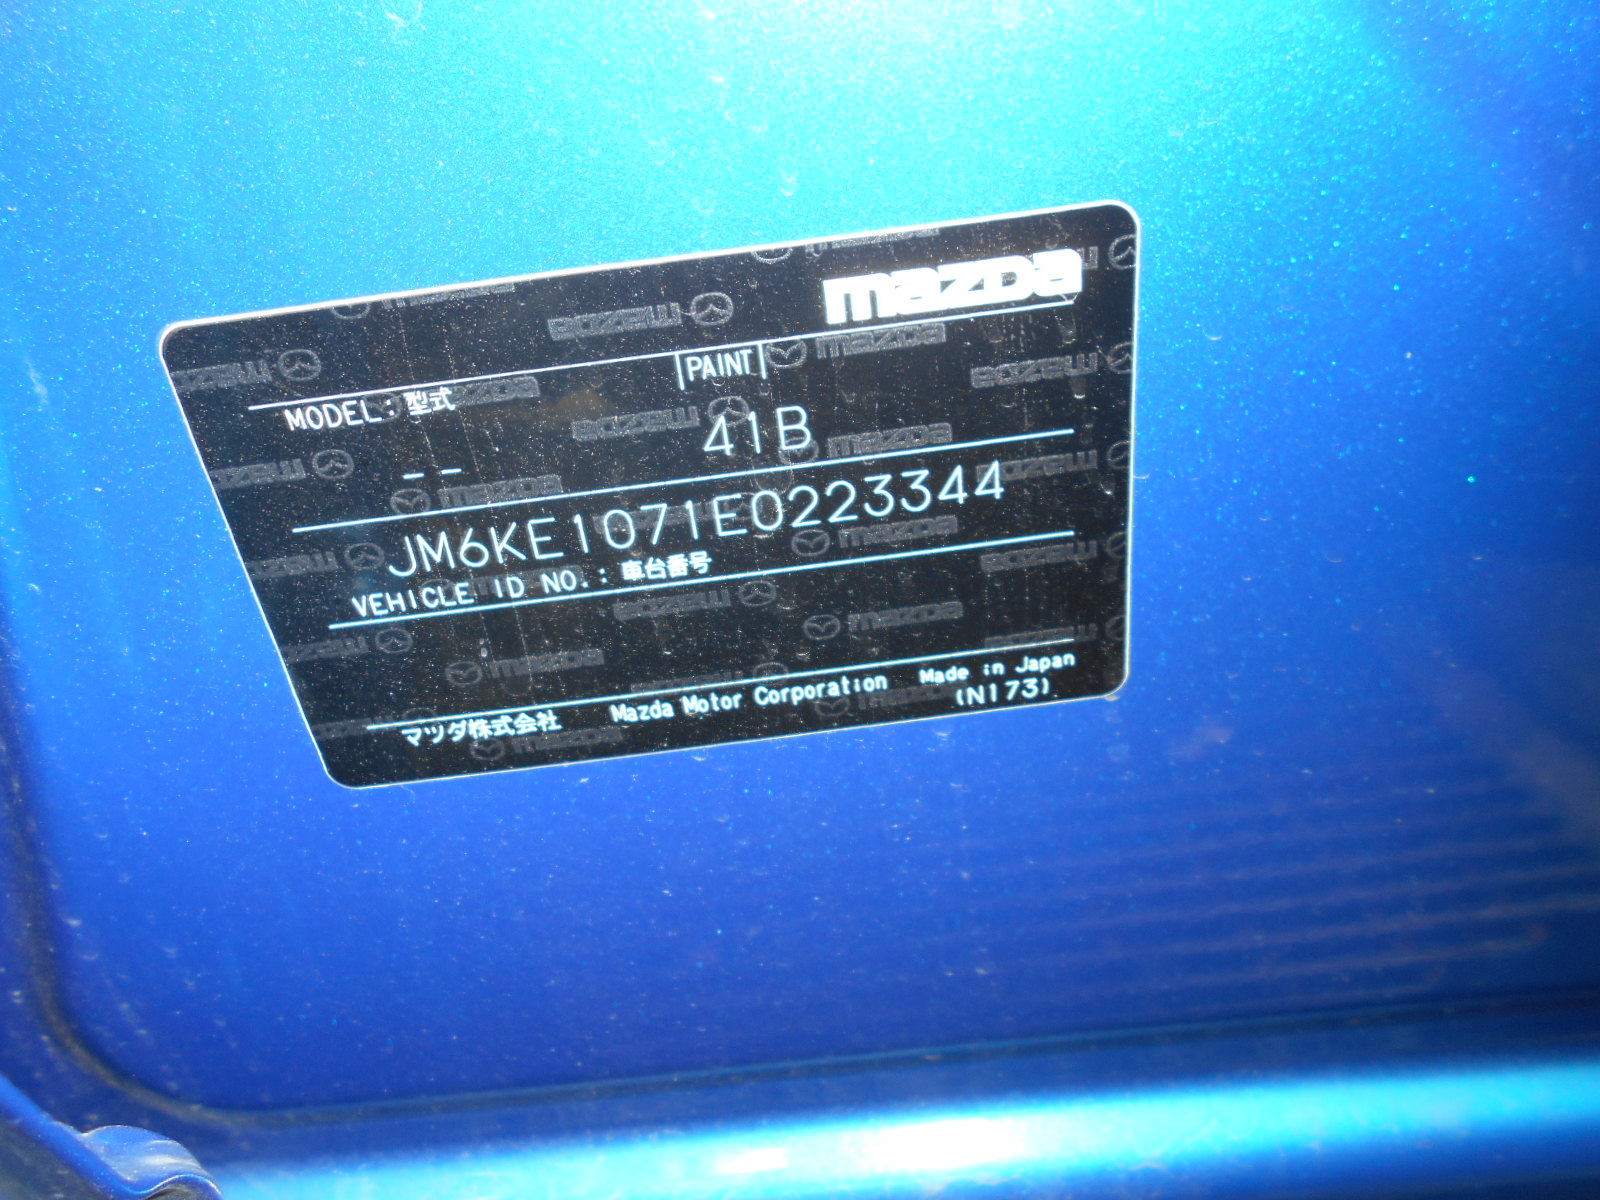 mazda
PAINT
MODEL: 型式
-- 41B
JM6KE1071E0223344
VEHICLE ID NO.: 車台番号
マツダ株式会社 Mazda Motor Corporation Made in Japan
(N173)